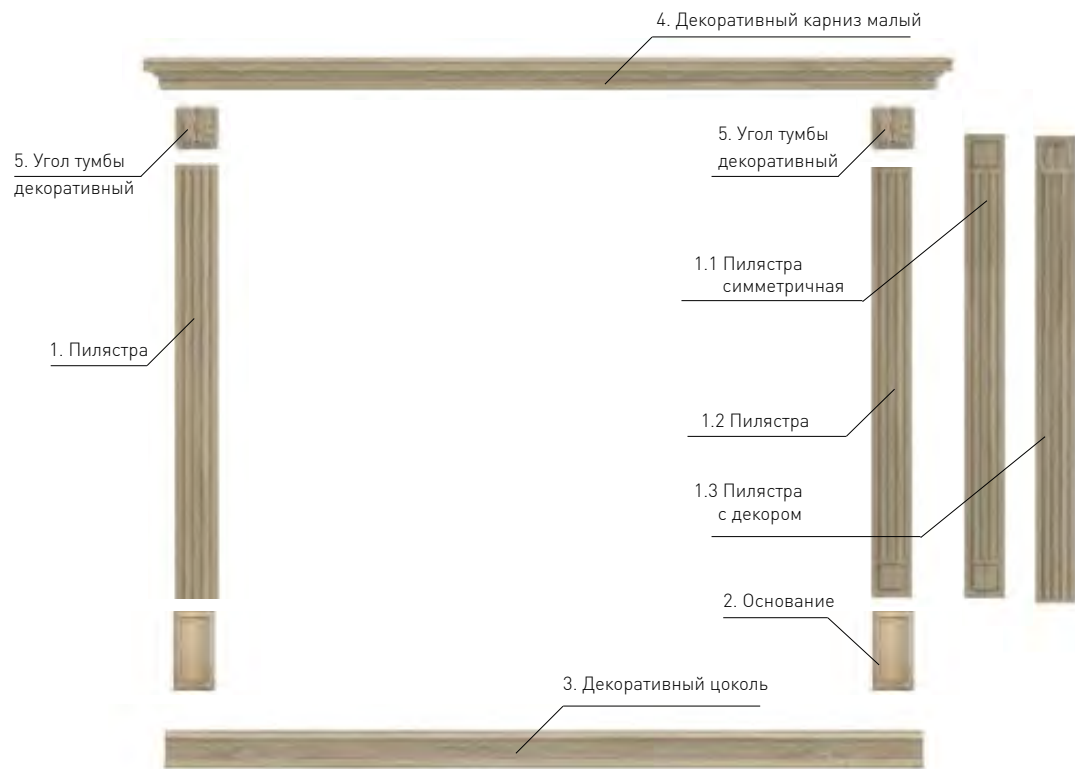 4. Декоративный карниз малый
5. Угол тумбы
декоративный
5. Угол тумбы
декоративный
1.1 Пилястра
симметричная
1. Пилястра
1.2 Пилястра
1.3 Пилястра
с декором
2. Основание
3. Декоративный цоколь